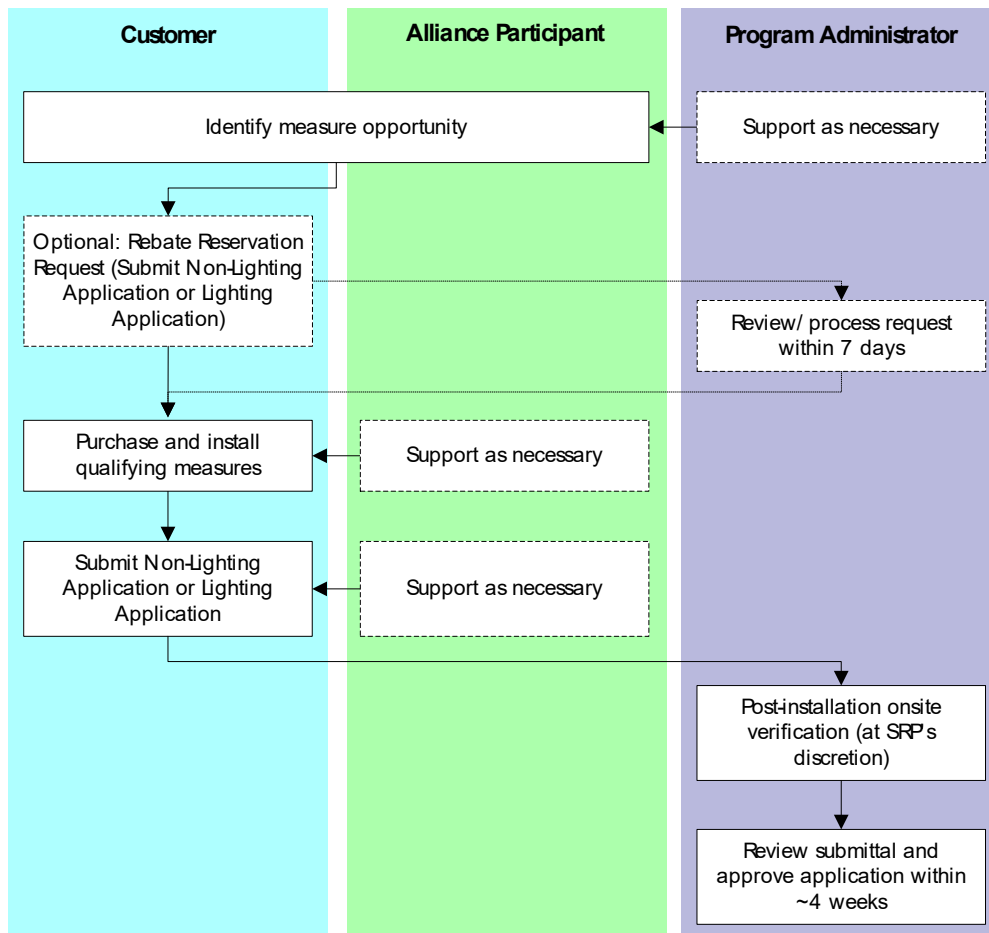 Customer
Alliance Participant
Program Administrator
Identify measure opportunity
Support as necessary
Optional: Rebate Reservation
Request (Submit Non-Lighting
Application or Lighting
Application)
Review/ process request
within 7 days
Purchase and install
qualifying measures
Support as necessary
Submit Non-Lighting
Application or Lighting
Application
Support as necessary
Post-installation onsite
verification (at SRP's
discretion)
Review submittal and
approve application within
~4 weeks